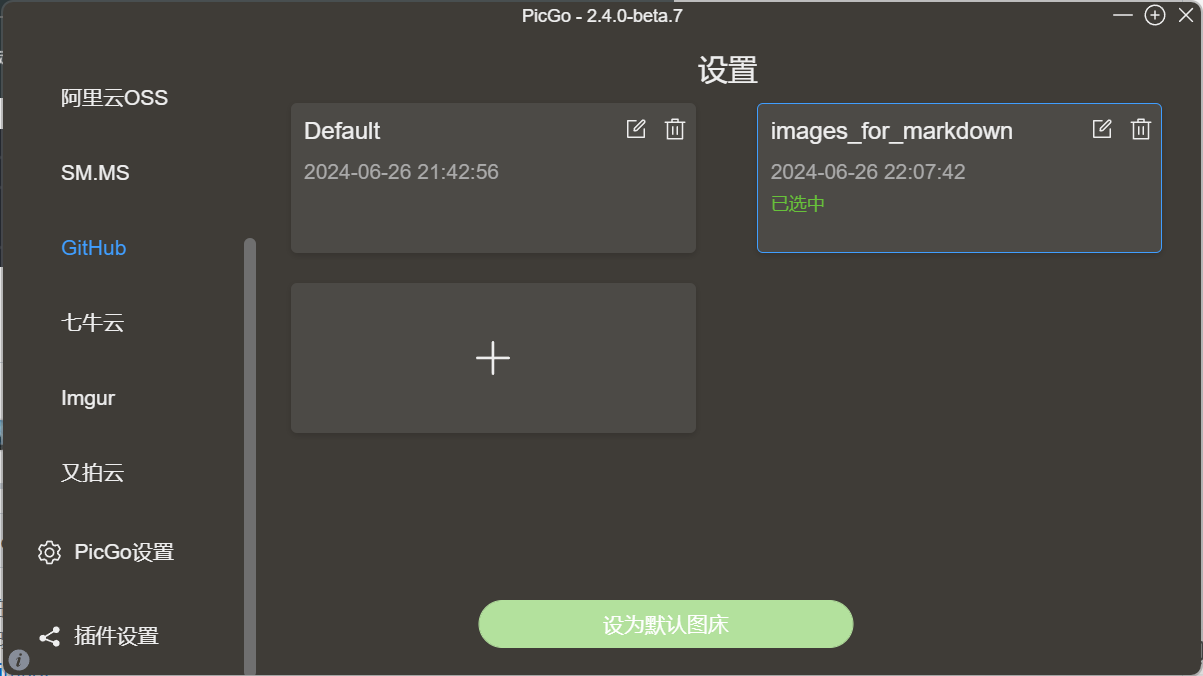 PicGo - 2.4.0-beta.7
阿里云OSS
SM.MS
GitHub
七牛云
Imgur
又拍云
PicGo设置
插件设置
设置
Default
2024-06-26 21:42:56
images_for_markdown
2024-06-26 22:07:42
已选中
设为默认图床